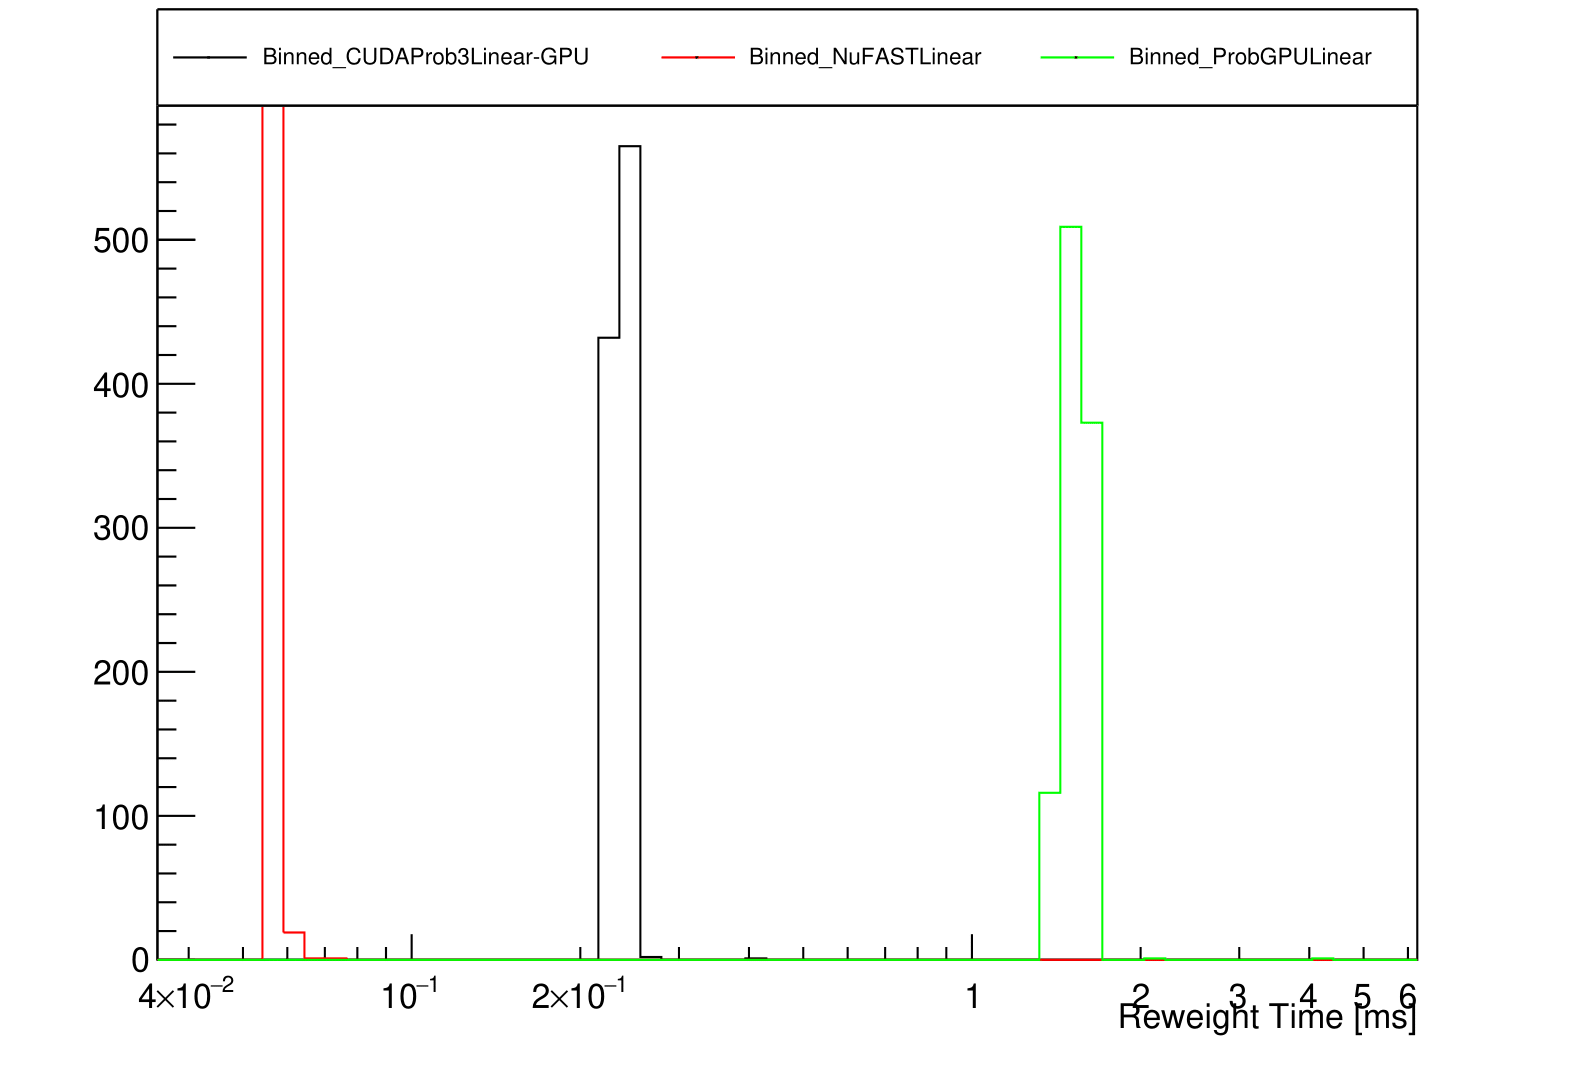 Binned_CUDAProb3Linear-GPU Binned_NuFASTLinear Binned_ProbGPULinear
500
400
300
200
100
0
4×10⁻² 10⁻¹ 2×10⁻¹ 1 2 3 4 5 6
Reweight Time [ms]